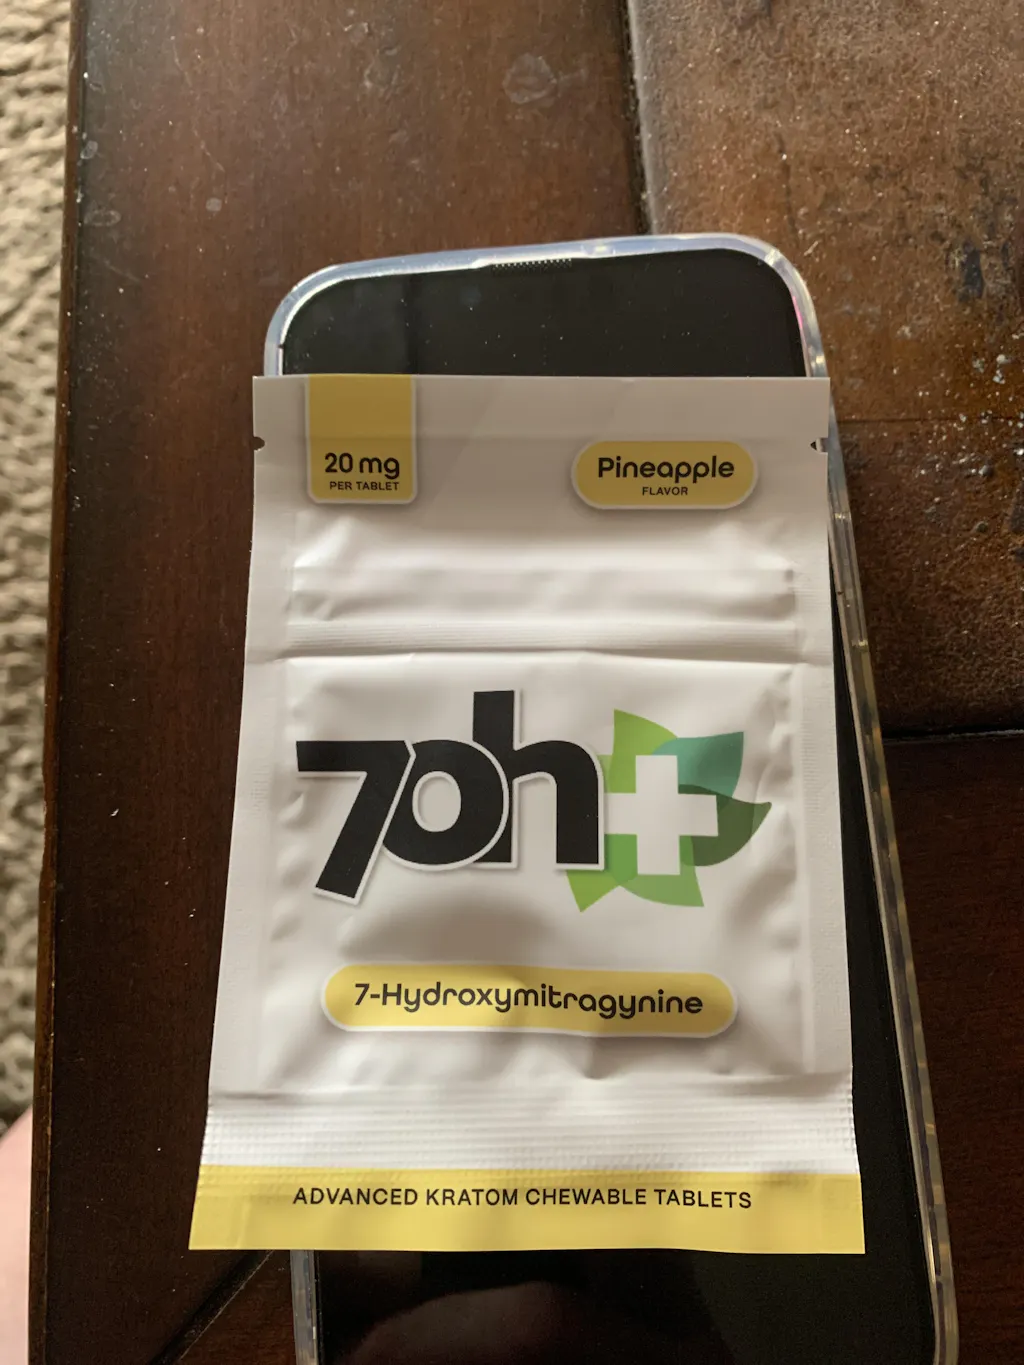 20 mg
PER TABLET
Pineapple
FLAVOR
7oh
7-Hydroxymitragynine
ADVANCED KRATOM CHEWABLE TABLETS